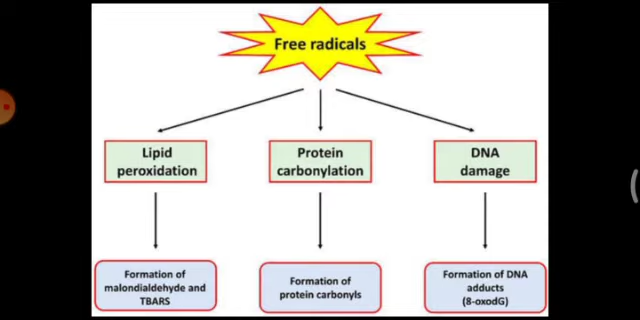 Free radicals
Lipid
peroxidation
Protein
carbonylation
DNA
damage
Formation of
malondialdehyde and
TBARS
Formation of
protein carbonyls
Formation of DNA
adducts
(8-oxodG)